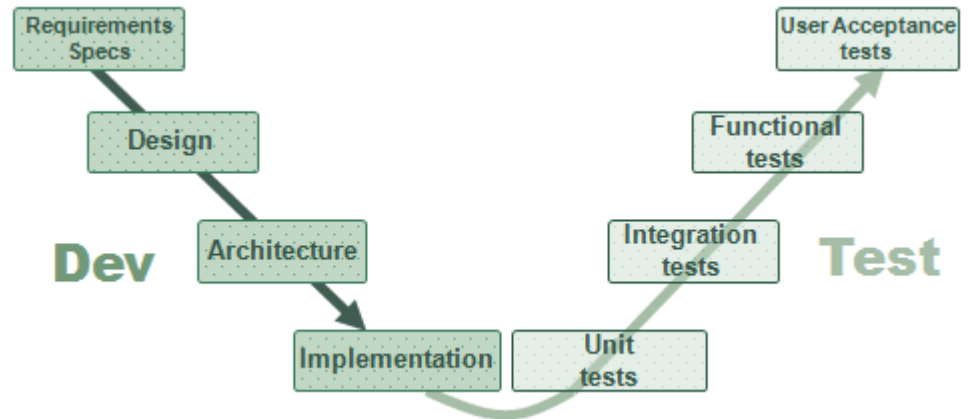 Requirements
Specs
User Acceptance
tests
Design
Functional
tests
Architecture
Integration
tests
Dev
Test
Implementation
Unit
tests